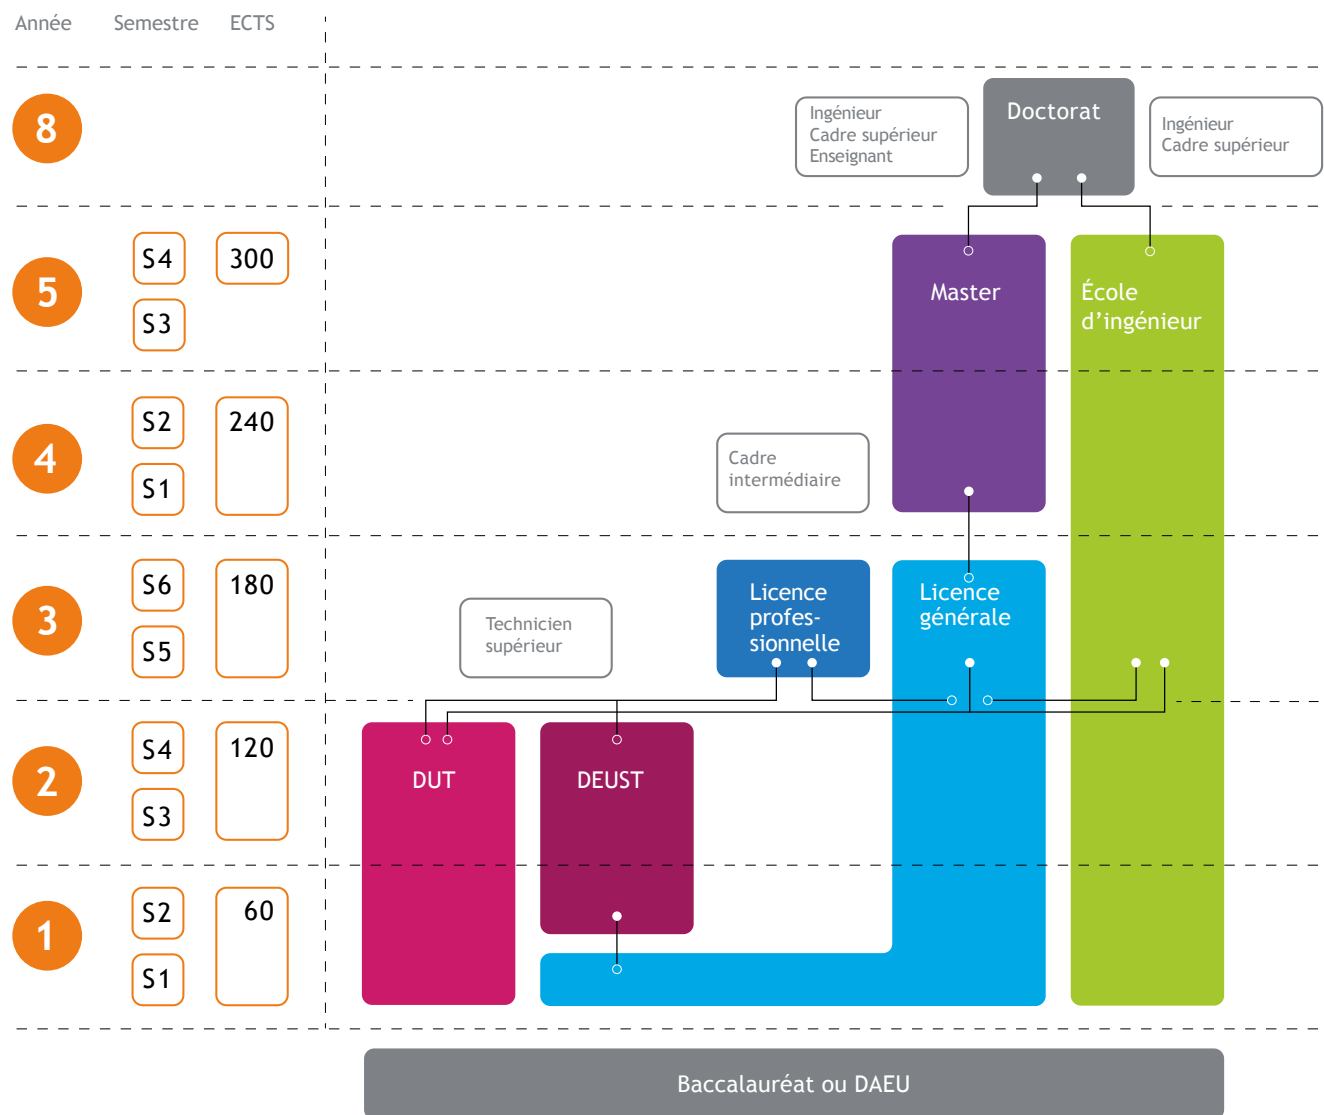 Année Semestre ECTS
8
Ingénieur
Cadre supérieur
Enseignant
Doctorat
Ingénieur
Cadre supérieur
5
S4 300
S3
Master
École
d’ingénieur
4
S2 240
S1
Cadre
intermédiaire
3
S6 180
S5
Technicien
supérieur
Licence
profes-
sionnelle
Licence
générale
2
S4 120
S3
DUT
DEUST
1
S2 60
S1
Baccalauréat ou DAEU